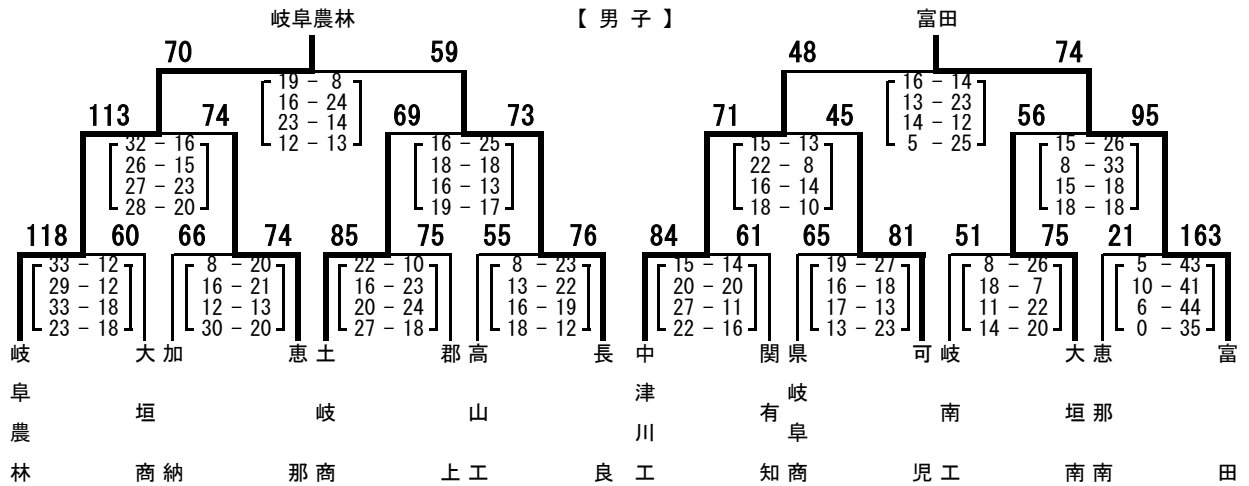 岐阜農林 【 男 子 】 富田
70 59 48 74
19 - 8 16 - 14
16 - 24 13 - 23
23 - 14 14 - 12
12 - 13 5 - 25
113 74 69 73 71 45 56 95
32 - 16 16 - 25 15 - 13 15 - 26
26 - 15 18 - 18 22 - 8 8 - 33
27 - 23 16 - 13 16 - 14 15 - 18
28 - 20 19 - 17 18 - 10 18 - 18
118 60 66 74 85 75 55 76 84 61 65 81 51 75 21 163
33 - 12 8 - 20 22 - 10 8 - 23 15 - 14 19 - 27 8 - 26 5 - 43
29 - 12 16 - 21 16 - 23 13 - 22 20 - 20 16 - 18 18 - 7 10 - 41
33 - 18 12 - 13 20 - 24 16 - 19 27 - 11 17 - 13 11 - 22 6 - 44
23 - 18 30 - 20 27 - 18 18 - 12 22 - 16 13 - 23 14 - 20 0 - 35
岐阜農林
大垣商
加納
恵那
土岐商
郡上
高山工
長良
中津川工
関有知
県岐阜商
可児
岐南工
大垣南
恵那南
富田